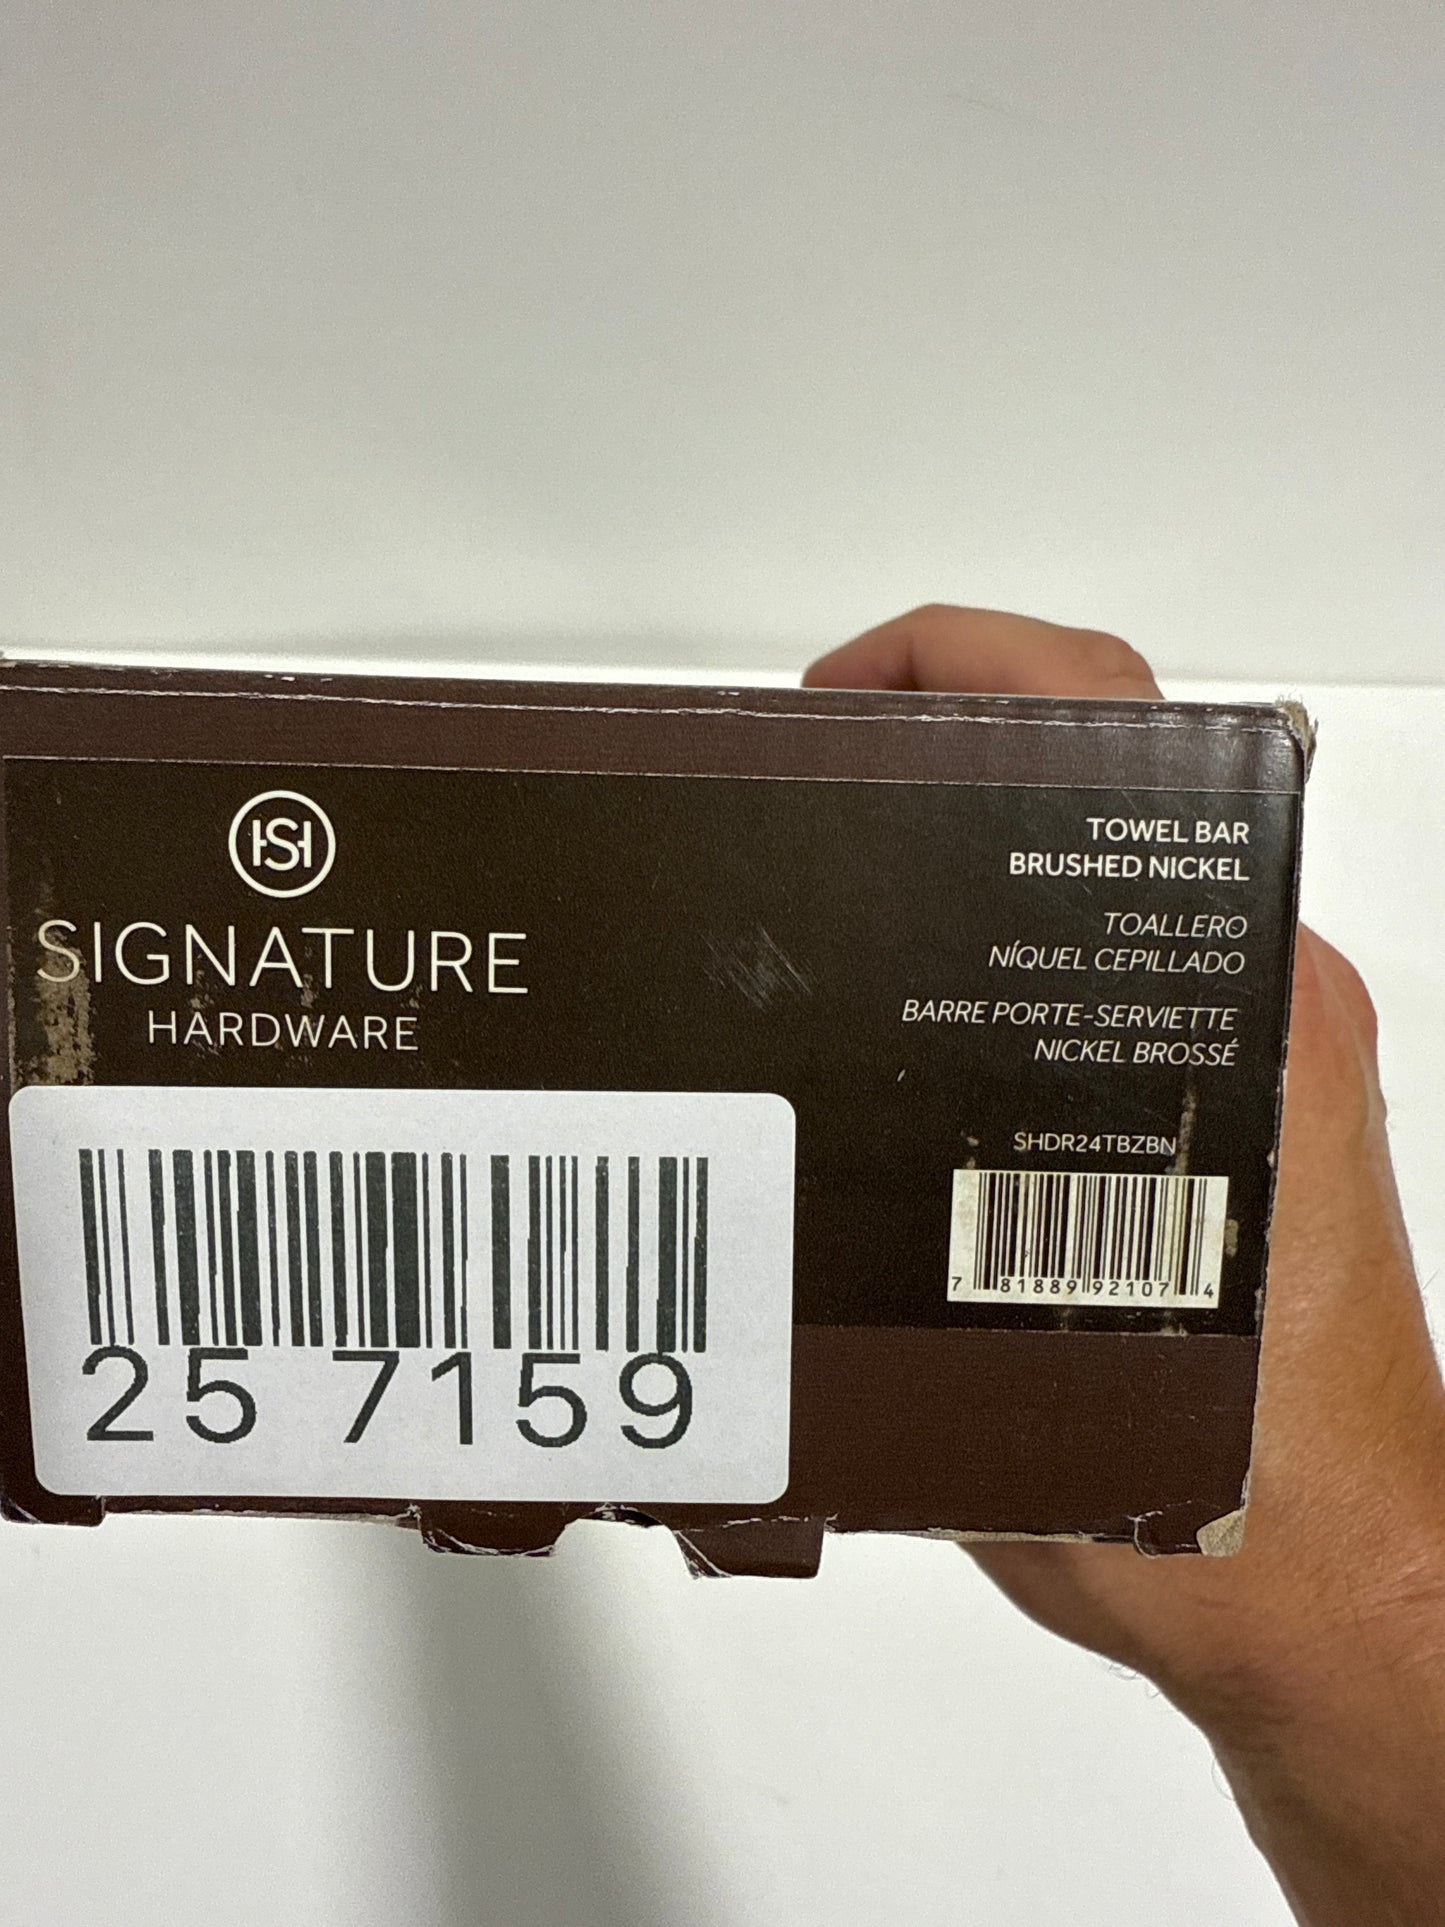 SH
SIGNATURE
HARDWARE
TOWEL BAR
BRUSHED NICKEL
TOALLERO
NÍQUEL CEPILLADO
BARRE PORTE-SERVIETTE
NICKEL BROSSÉ
SHDR24TBZBN
7 81889 92107 4
25 7159